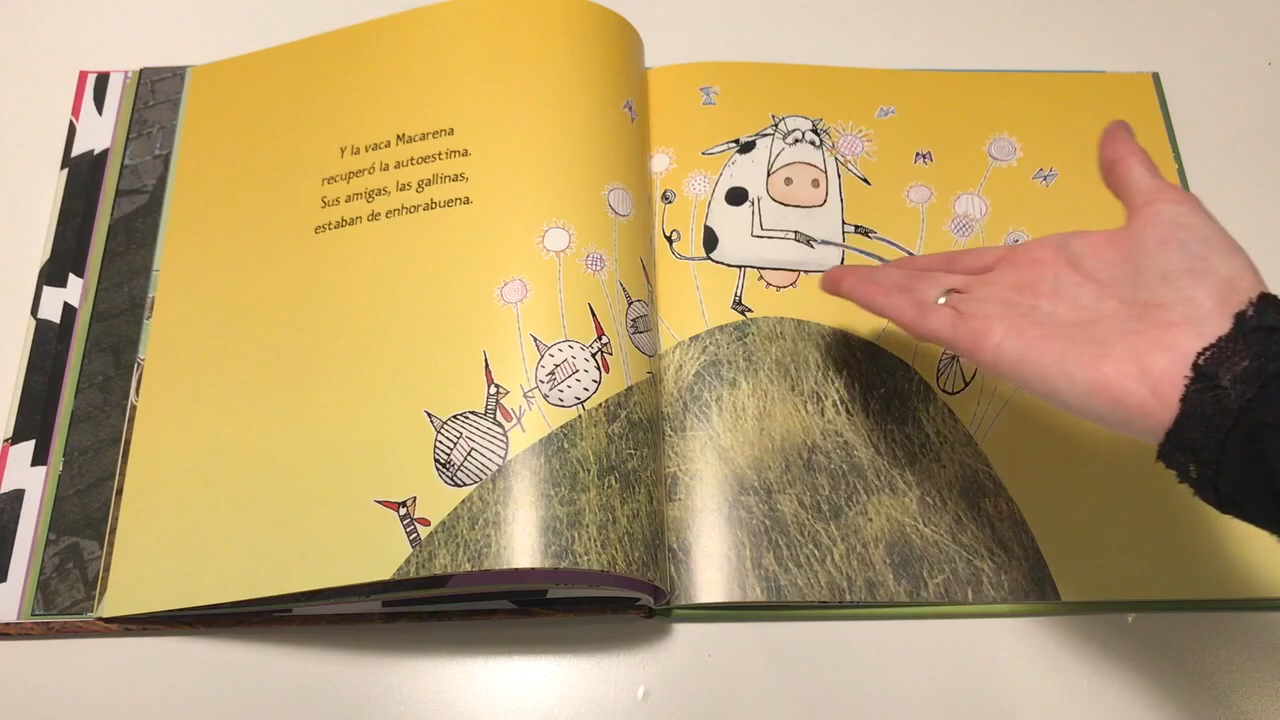 Y la vaca Macarena
recuperó la autoestima.
Sus amigas, las gallinas,
estaban de enhorabuena.